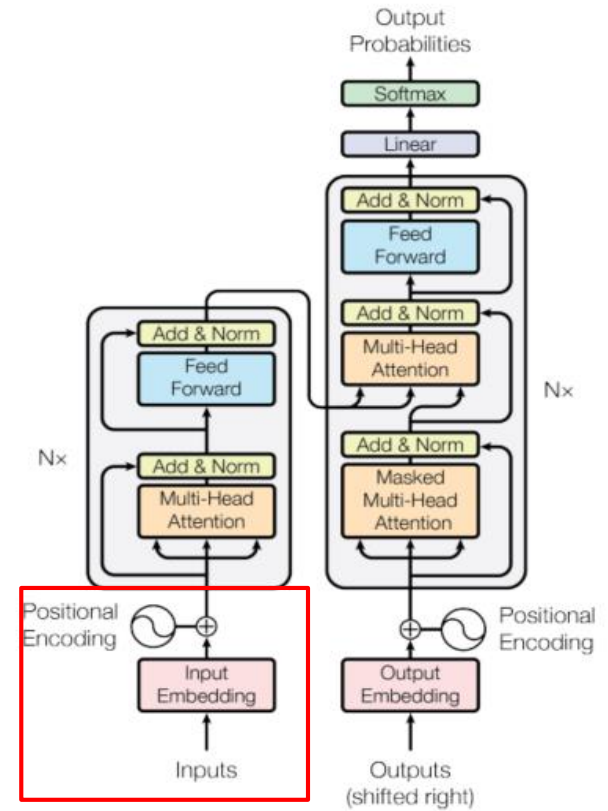 Output
Probabilities
Softmax
Linear
Add & Norm
Feed
Forward
Add & Norm
Multi-Head
Attention
Add & Norm
Masked
Multi-Head
Attention
Nx
Add & Norm
Feed
Forward
Add & Norm
Multi-Head
Attention
Nx
Positional
Encoding
Input
Embedding
Inputs
Positional
Encoding
Output
Embedding
Outputs
(shifted right)